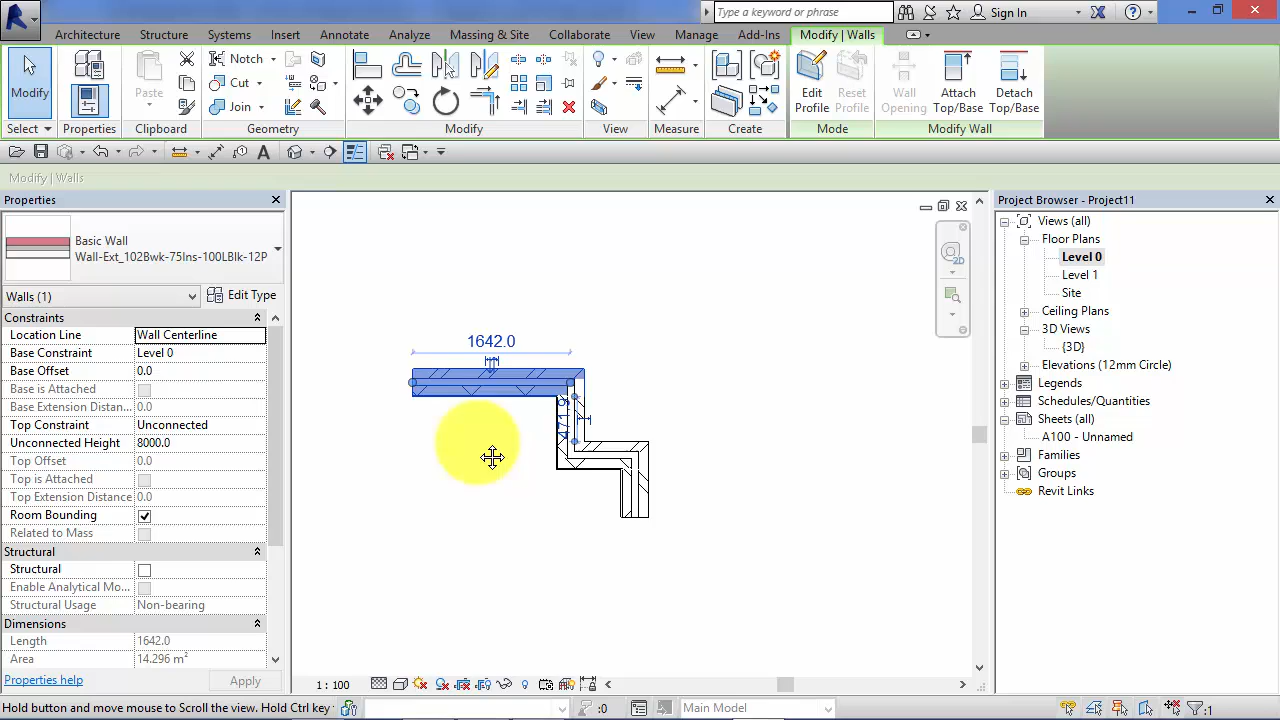 Type a keyword or phrase
Sign In
Architecture Structure Systems Insert Annotate Analyze Massing & Site Collaborate View Manage Add-Ins Modify | Walls
Modify
Select
Properties
Paste
Clipboard
Notch
Cut
Join
Geometry
Modify
View
Measure
Create
Edit
Profile
Reset
Profile
Mode
Wall
Opening
Attach
Top/Base
Detach
Top/Base
Modify Wall
Modify | Walls
Properties
Basic Wall
Wall-Ext_102Bwk-75Ins-100LBlk-12P
Walls (1)
Edit Type
Constraints
Location Line Wall Centerline
Base Constraint Level 0
Base Offset 0.0
Base is Attached
Base Extension Distan... 0.0
Top Constraint Unconnected
Unconnected Height 8000.0
Top Offset 0.0
Top is Attached
Top Extension Distance 0.0
Room Bounding
Related to Mass
Structural
Structural
Enable Analytical Mo...
Structural Usage Non-bearing
Dimensions
Length 1642.0
Area 14.296 m²
Properties help
Apply
1642.0
2D
1 : 100
Project Browser - Project11
Views (all)
Floor Plans
Level 0
Level 1
Site
Ceiling Plans
3D Views
{3D}
Elevations (12mm Circle)
Legends
Schedules/Quantities
Sheets (all)
A100 - Unnamed
Families
Groups
Revit Links
Hold button and move mouse to Scroll the view. Hold Ctrl key
:0
Main Model
:1